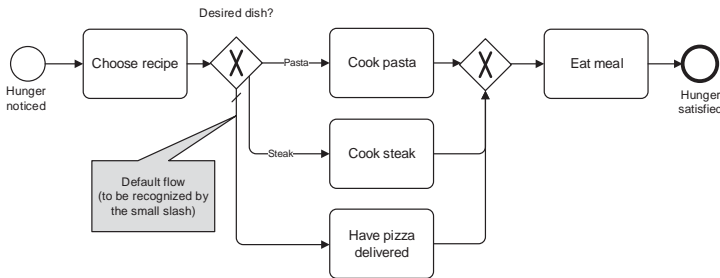 Desired dish?
Choose recipe
Pasta
Cook pasta
Eat meal
Hunger
noticed
Hunger
satisfied
Steak
Cook steak
Default flow
(to be recognized by
the small slash)
Have pizza
delivered